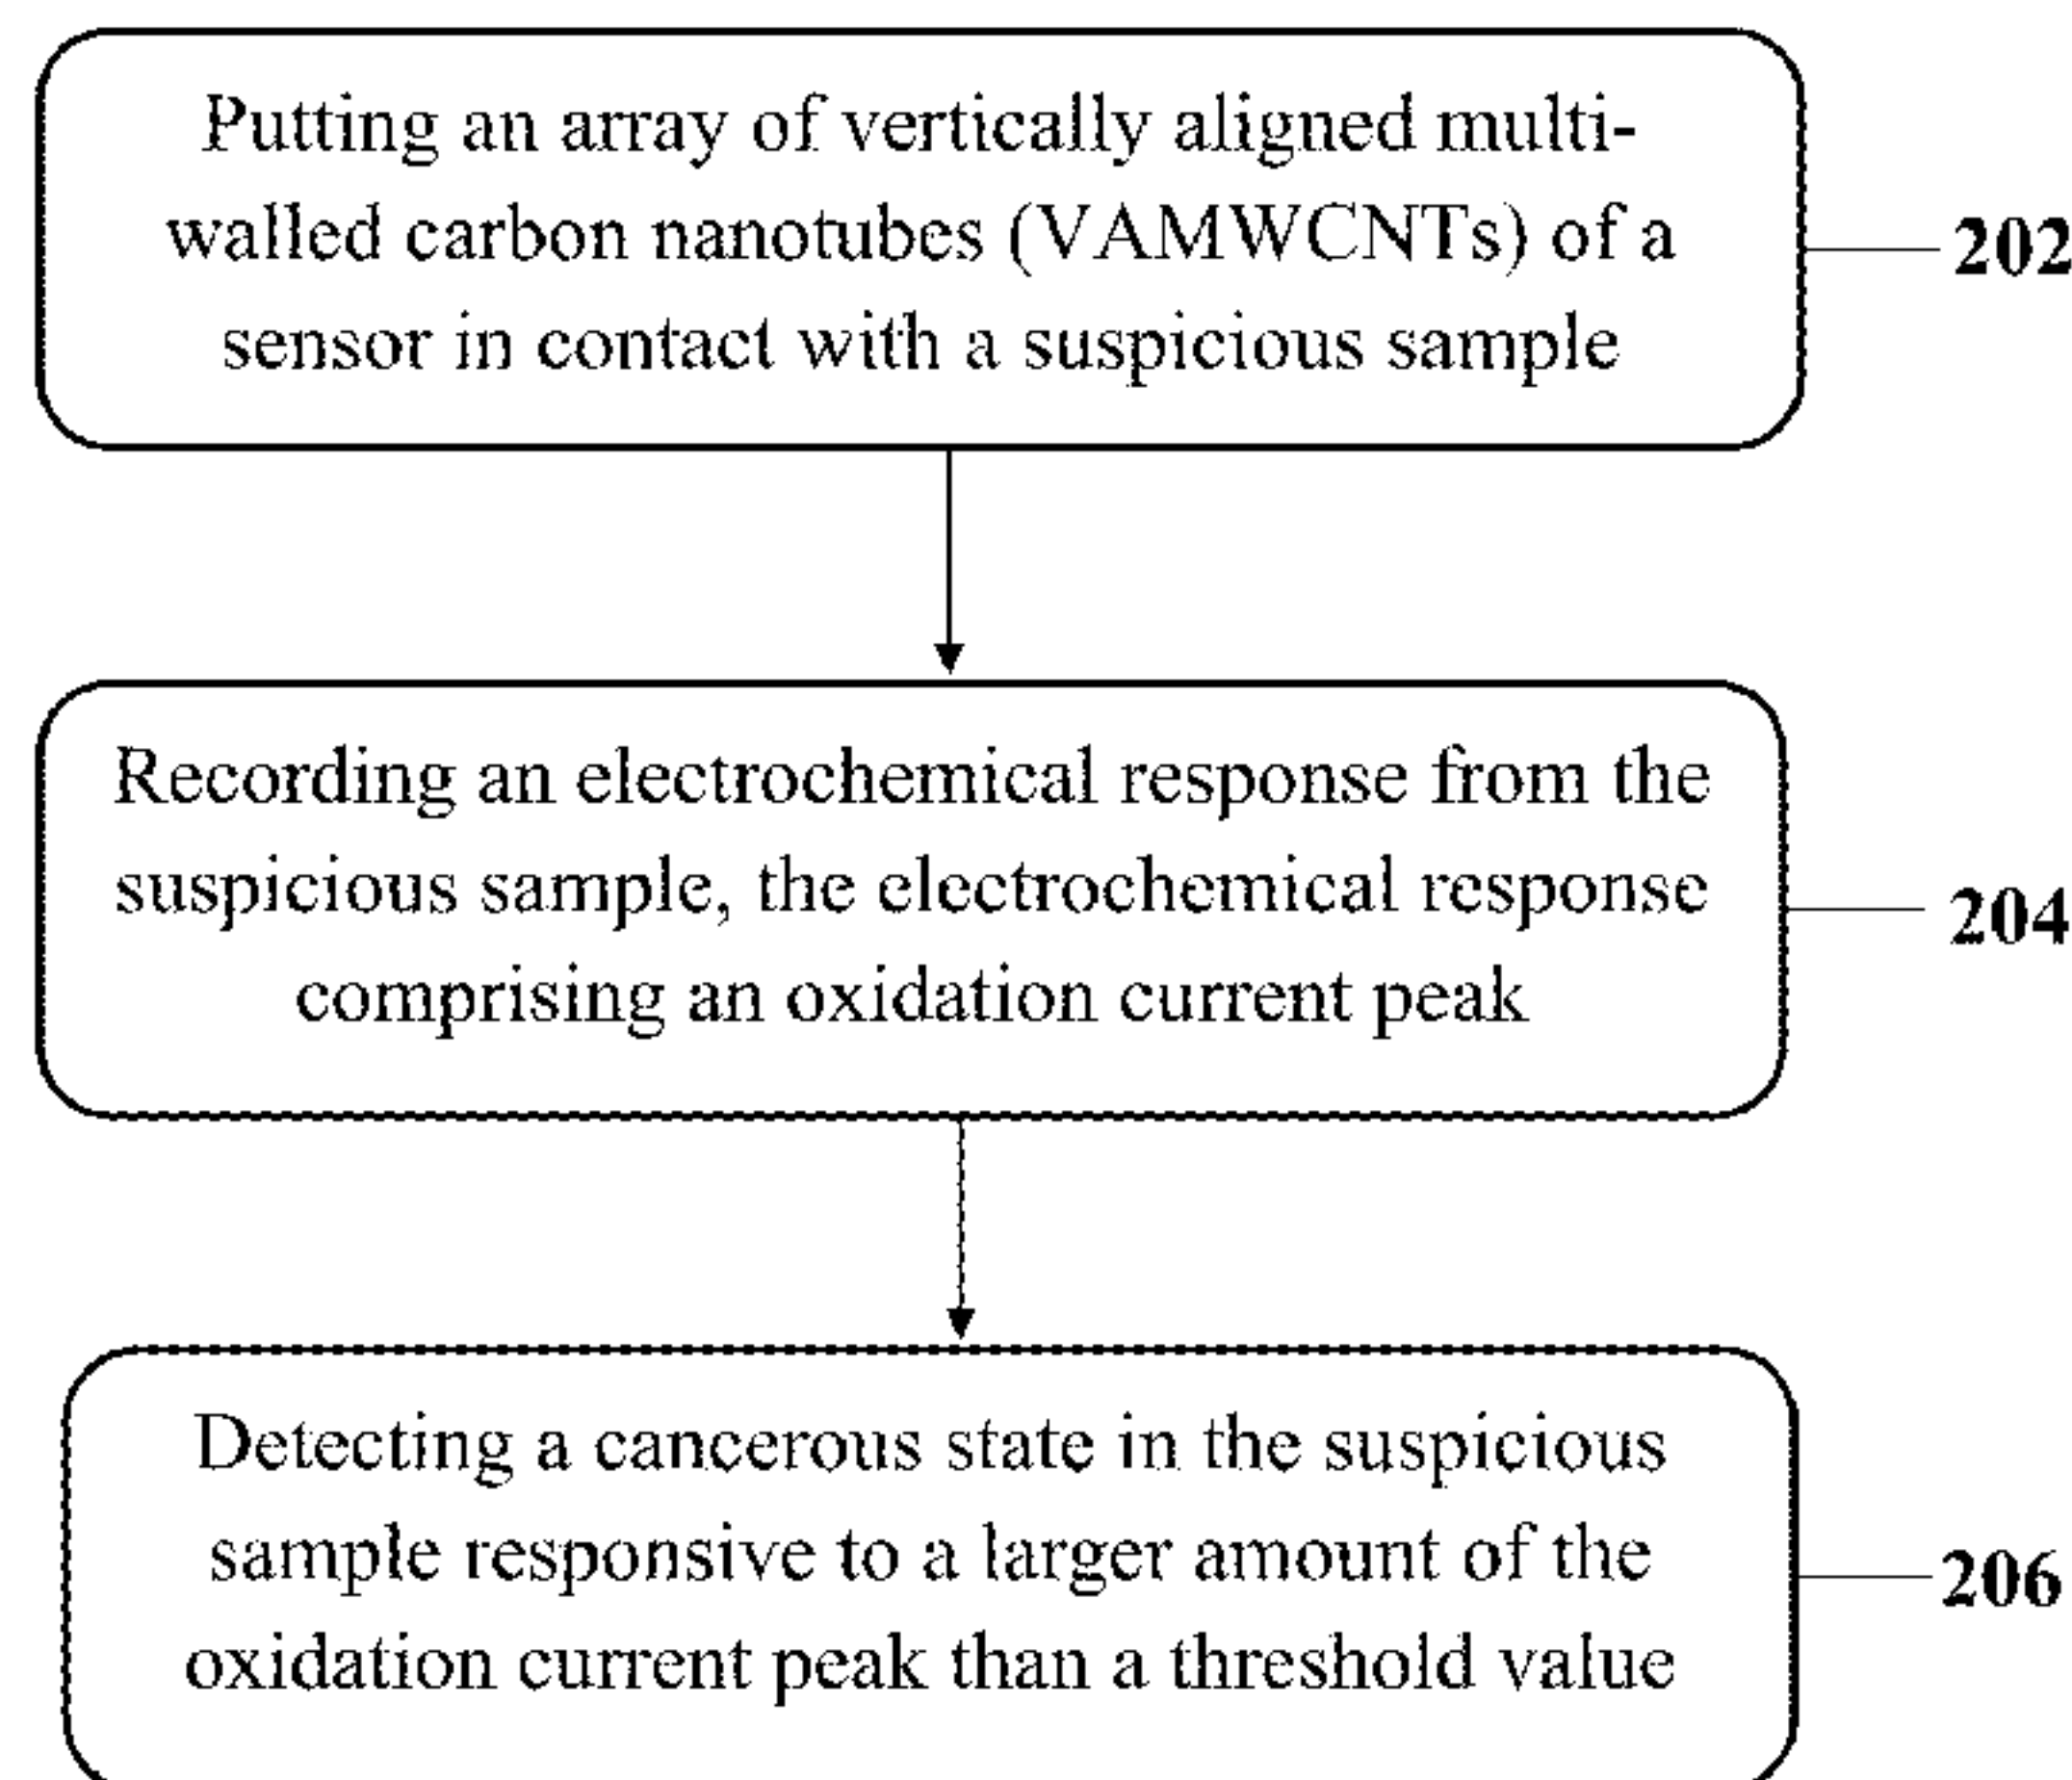 Putting an array of vertically aligned multi-
walled carbon nanotubes (VAMWCNTs) of a
sensor in contact with a suspicious sample
202
Recording an electrochemical response from the
suspicious sample, the electrochemical response
comprising an oxidation current peak
204
Detecting a cancerous state in the suspicious
sample responsive to a larger amount of the
oxidation current peak than a threshold value
206